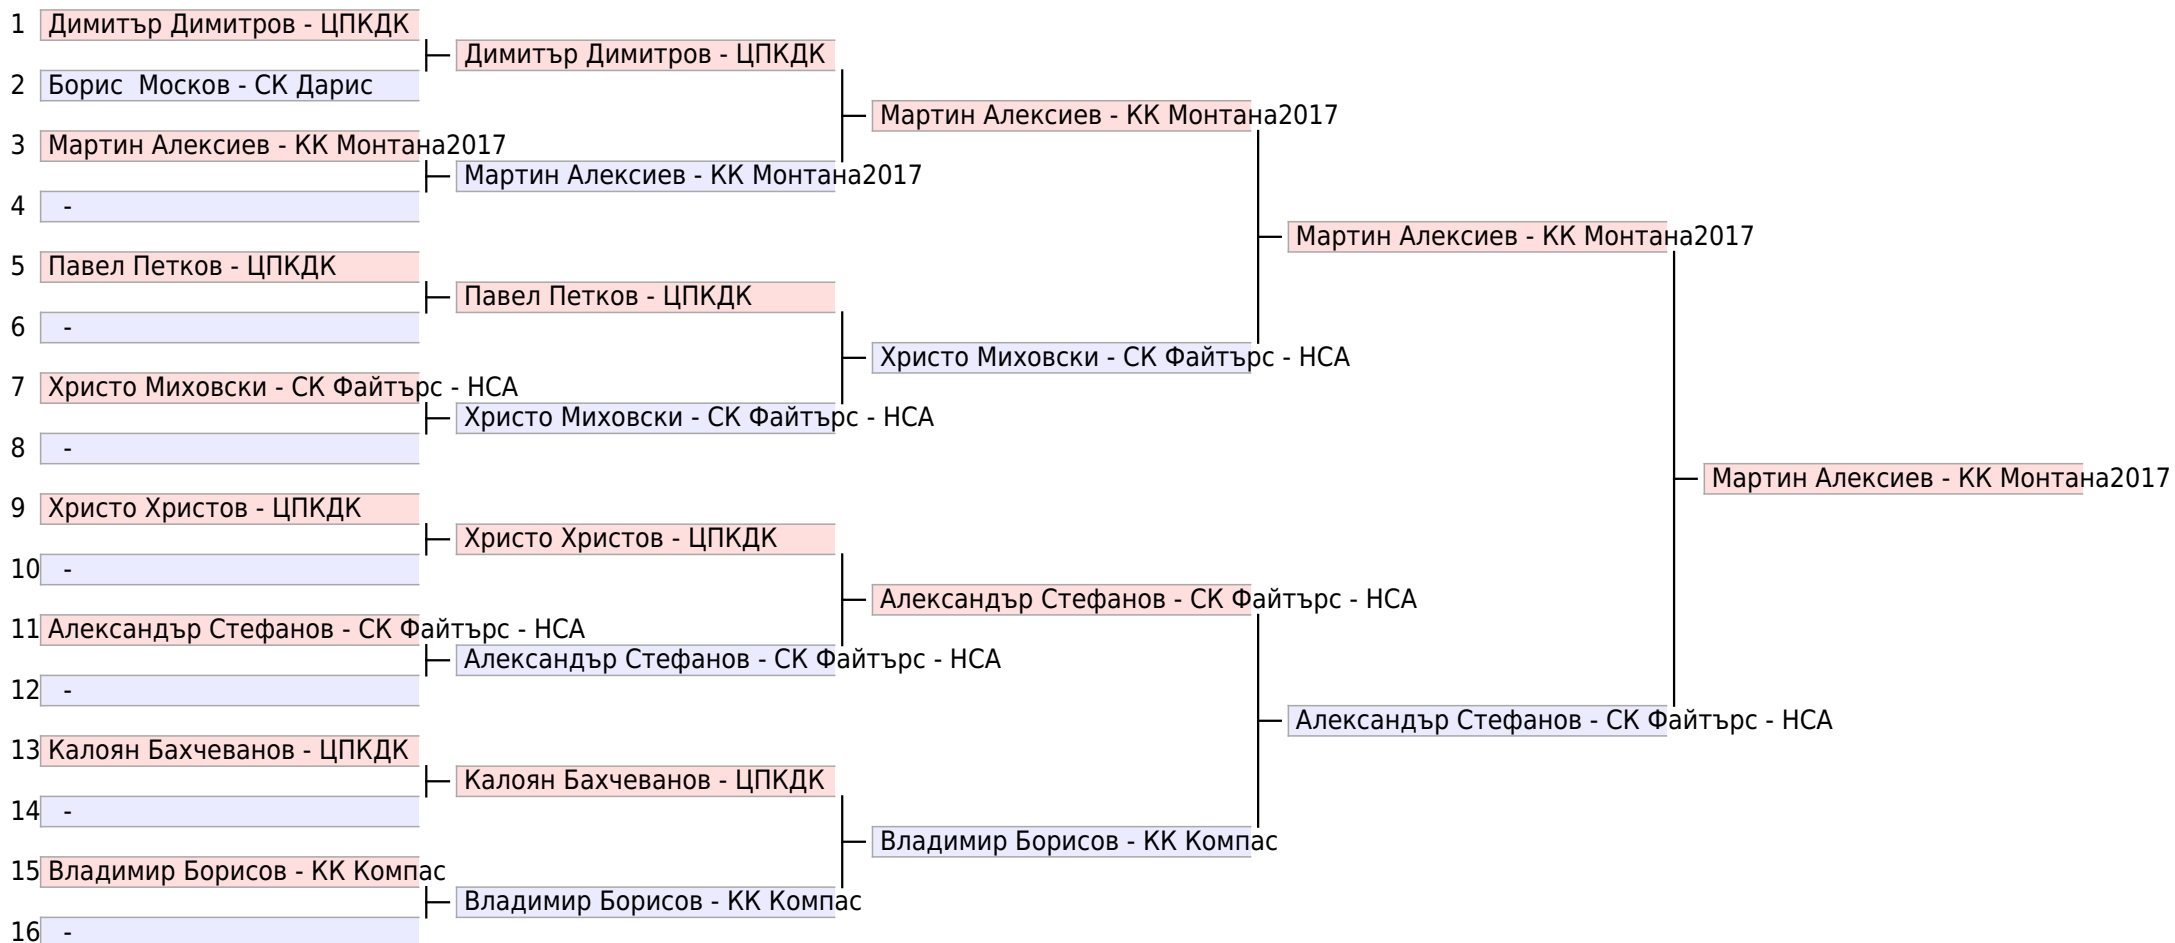 1 Димитър Димитров - ЦПКДК
Димитър Димитров - ЦПКДК
2 Борис  Москов - СК Дарис
Мартин Алексиев - КК Монтана2017
3 Мартин Алексиев - КК Монтана2017
Мартин Алексиев - КК Монтана2017
4 -
Мартин Алексиев - КК Монтана2017
5 Павел Петков - ЦПКДК
Павел Петков - ЦПКДК
6 -
Христо Миховски - СК Файтърс - НСА
7 Христо Миховски - СК Файтърс - НСА
Христо Миховски - СК Файтърс - НСА
8 -
Мартин Алексиев - КК Монтана2017
9 Христо Христов - ЦПКДК
Христо Христов - ЦПКДК
10 -
Александър Стефанов - СК Файтърс - НСА
11 Александър Стефанов - СК Файтърс - НСА
Александър Стефанов - СК Файтърс - НСА
12 -
Александър Стефанов - СК Файтърс - НСА
13 Калоян Бахчеванов - ЦПКДК
Калоян Бахчеванов - ЦПКДК
14 -
Владимир Борисов - КК Компас
15 Владимир Борисов - КК Компас
Владимир Борисов - КК Компас
16 -